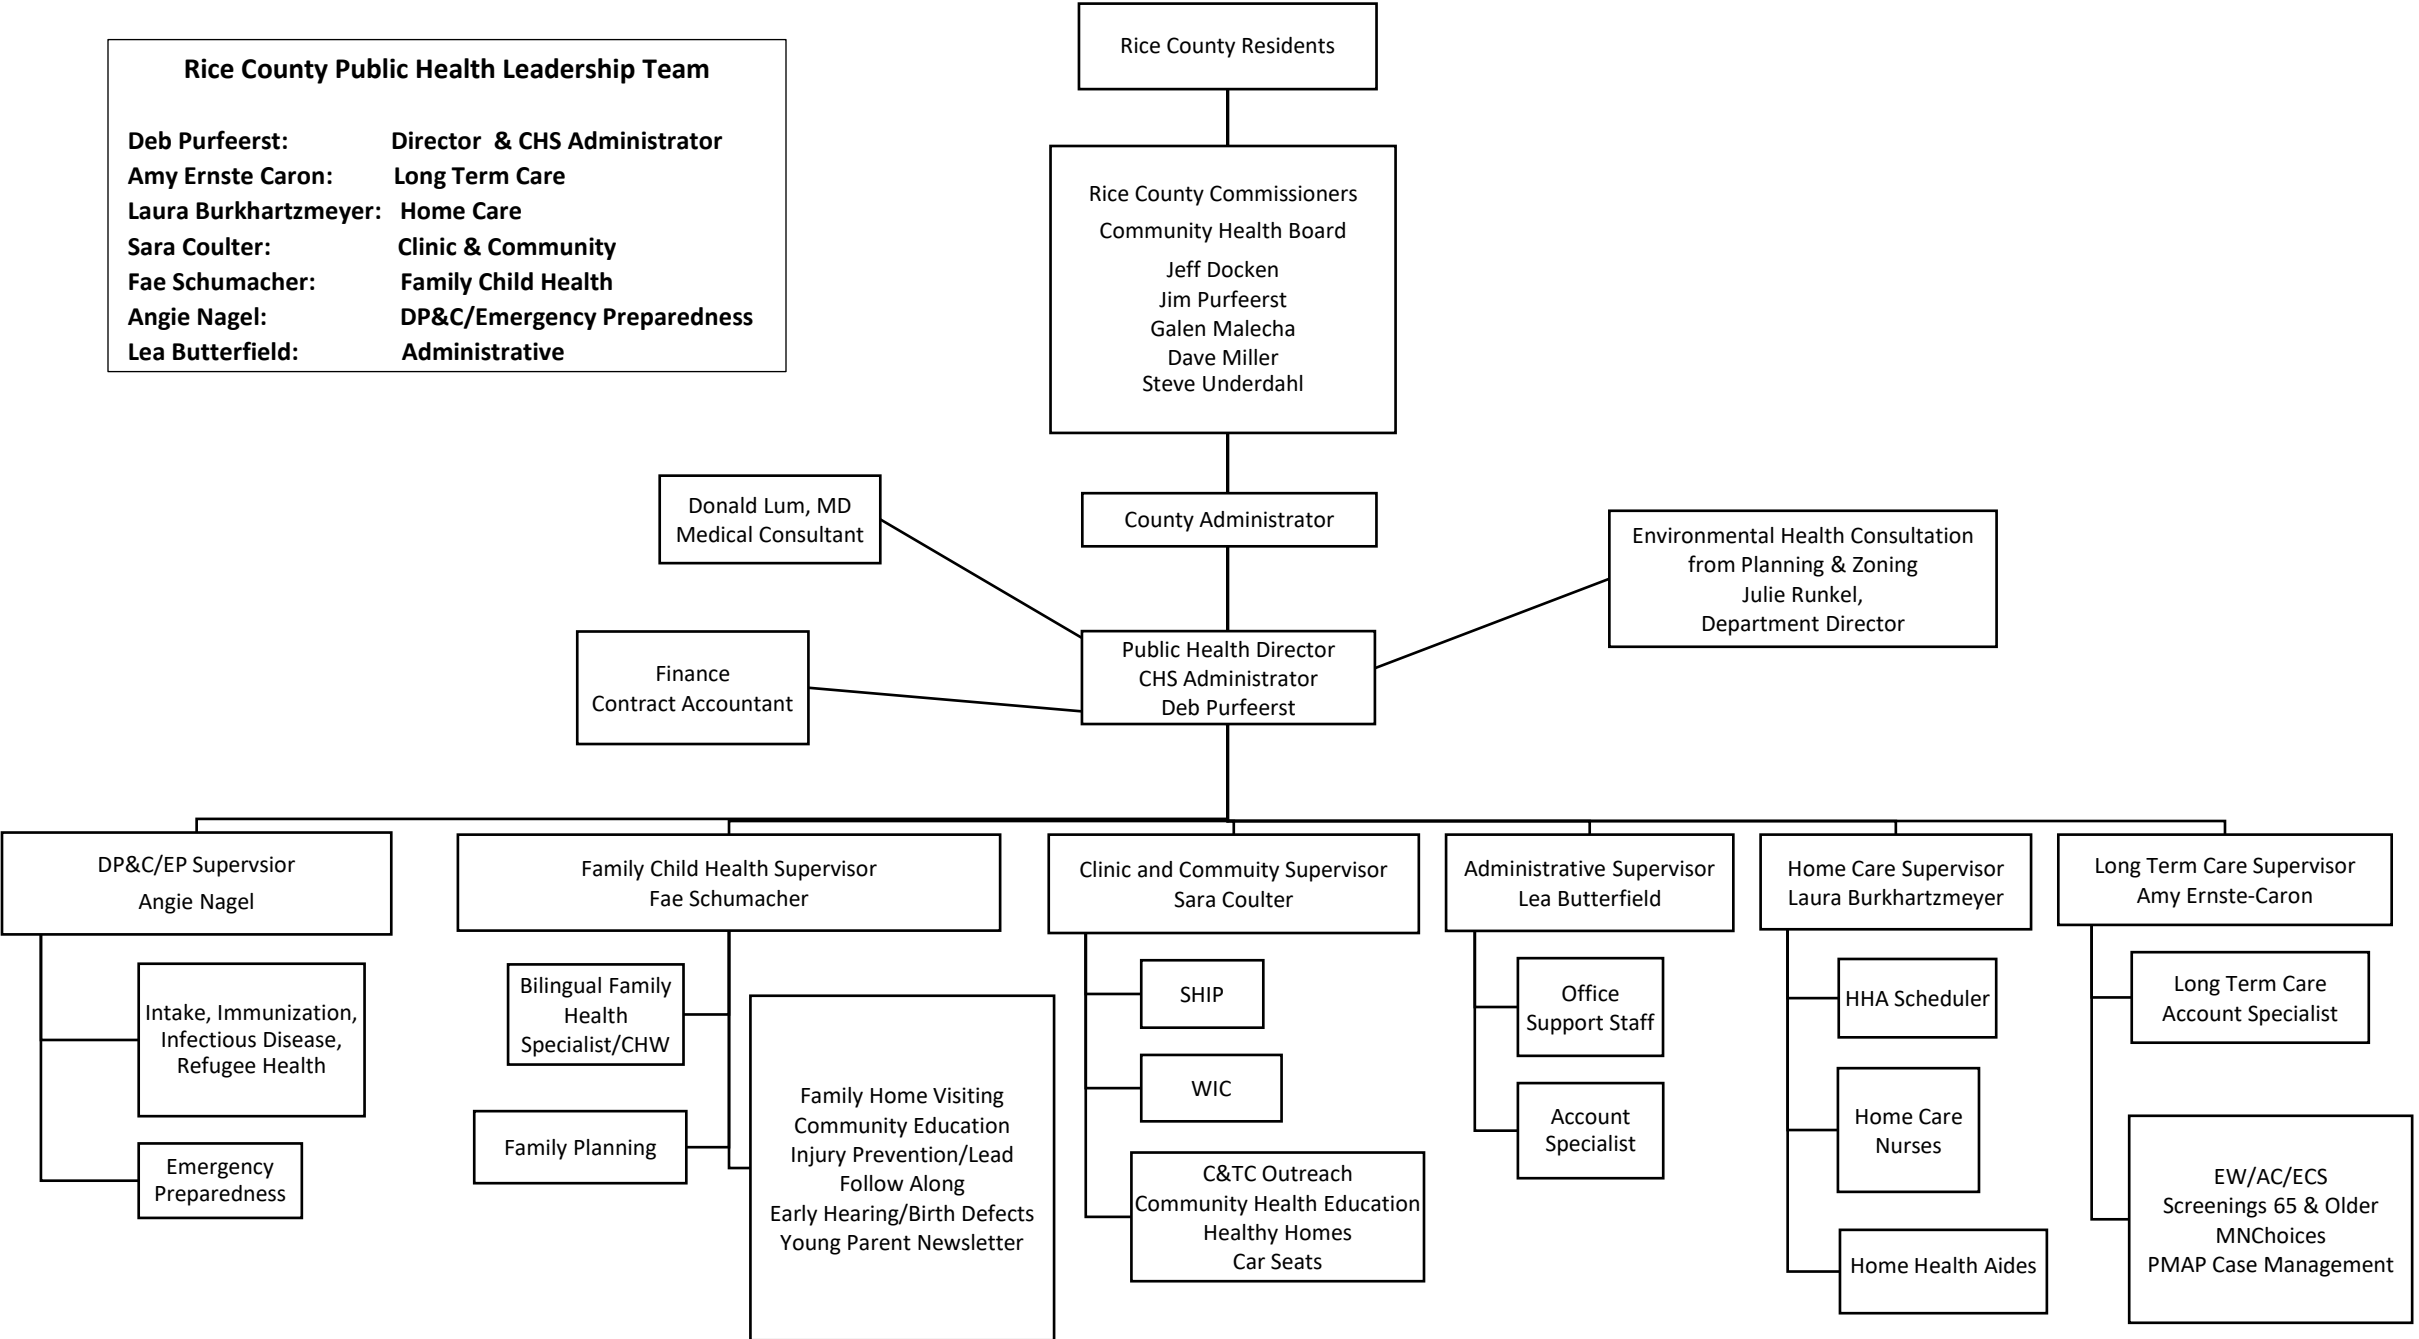 Rice County Public Health Leadership Team
Deb Purfeerst: Director & CHS Administrator
Amy Ernste Caron: Long Term Care
Laura Burkhartzmeyer: Home Care
Sara Coulter: Clinic & Community
Fae Schumacher: Family Child Health
Angie Nagel: DP&C/Emergency Preparedness
Lea Butterfield: Administrative
Rice County Residents
Rice County Commissioners
Community Health Board
Jeff Docken
Jim Purfeerst
Galen Malecha
Dave Miller
Steve Underdahl
Donald Lum, MD
Medical Consultant
County Administrator
Environmental Health Consultation
from Planning & Zoning
Julie Runkel,
Department Director
Finance
Contract Accountant
Public Health Director
CHS Administrator
Deb Purfeerst
DP&C/EP Supervsior
Angie Nagel
Intake, Immunization,
Infectious Disease,
Refugee Health
Emergency
Preparedness
Family Child Health Supervisor
Fae Schumacher
Bilingual Family
Health
Specialist/CHW
Family Planning
Family Home Visiting
Community Education
Injury Prevention/Lead
Follow Along
Early Hearing/Birth Defects
Young Parent Newsletter
Clinic and Commuity Supervisor
Sara Coulter
SHIP
WIC
C&TC Outreach
Community Health Education
Healthy Homes
Car Seats
Administrative Supervisor
Lea Butterfield
Office
Support Staff
Account
Specialist
Home Care Supervisor
Laura Burkhartzmeyer
HHA Scheduler
Home Care
Nurses
Home Health Aides
Long Term Care Supervisor
Amy Ernste-Caron
Long Term Care
Account Specialist
EW/AC/ECS
Screenings 65 & Older
MNChoices
PMAP Case Management